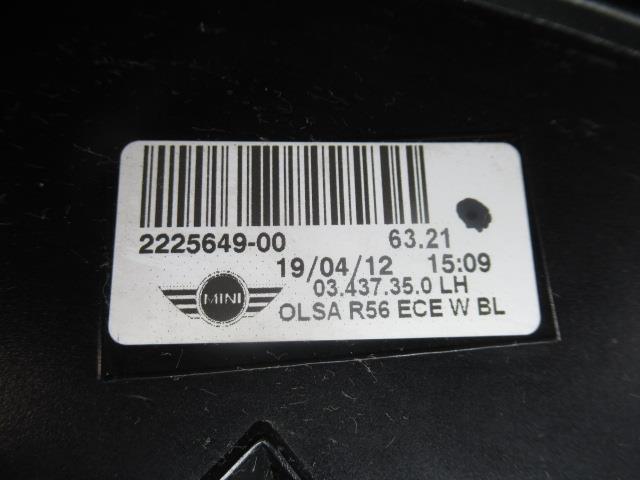 2225649-00 63.21
19/04/12 15:09
03.437.35.0 LH
MINI
OLSA R56 ECE W BL